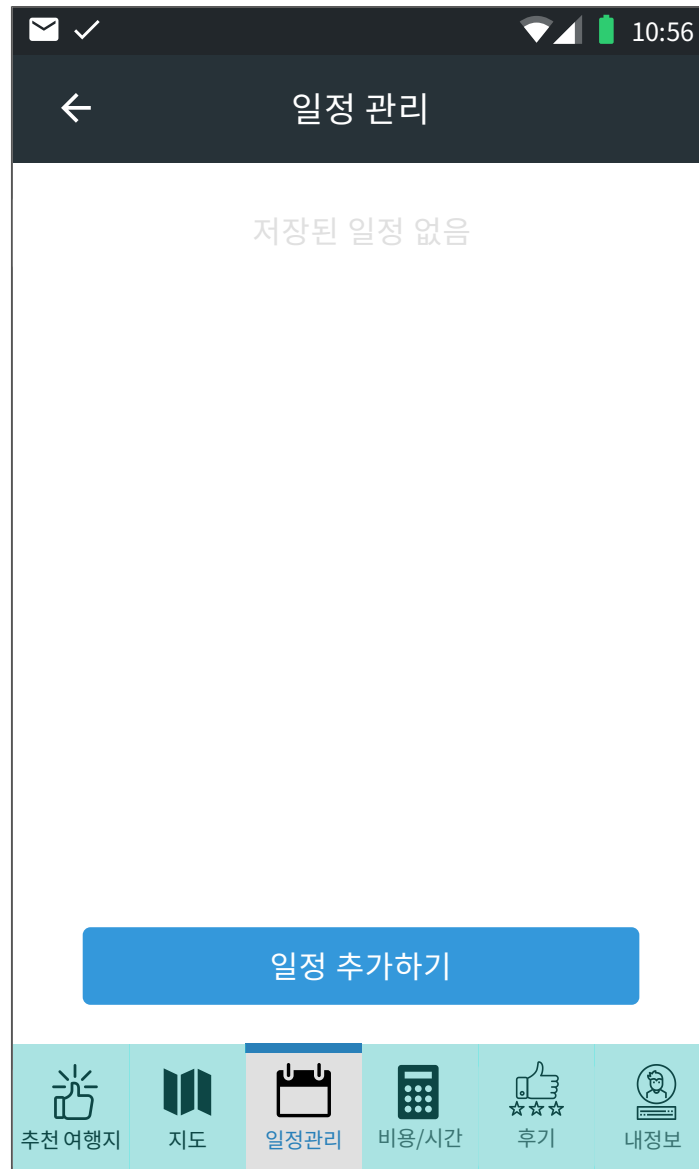 10:56
일정 관리
저장된 일정 없음
일정 추가하기
추천 여행지 지도 일정관리 비용/시간 후기 내정보